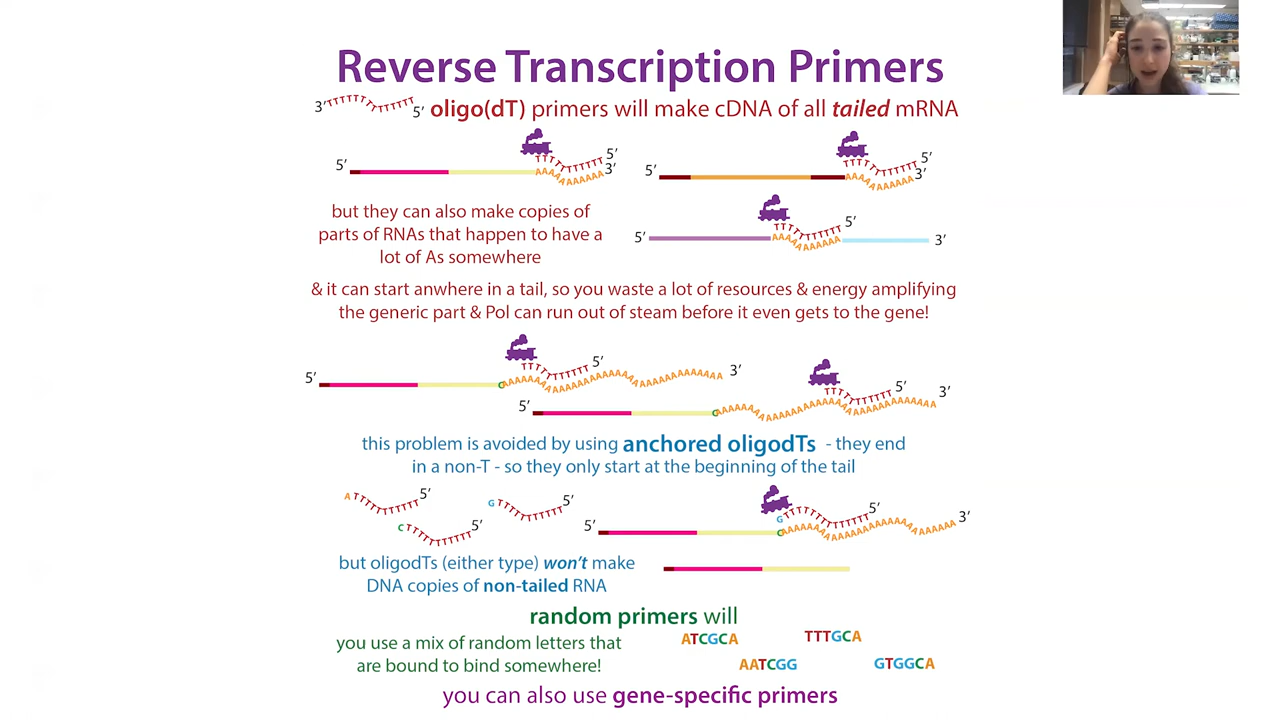 Reverse Transcription Primers
3' TTTTTTTTTTTTTTT 5' oligo(dT) primers will make cDNA of all tailed mRNA
5' 5' 3'
5' 5' 3'
but they can also make copies of
parts of RNAs that happen to have a
lot of As somewhere
5' 5' 3'
& it can start anwhere in a tail, so you waste a lot of resources & energy amplifying
the generic part & Pol can run out of steam before it even gets to the gene!
5' C 5' 3'
5' C 5' 3'
this problem is avoided by using anchored oligodTs - they end
in a non-T - so they only start at the beginning of the tail
A 5' G 5'
C 5'
5' G C 5' 3'
but oligodTs (either type) won't make
DNA copies of non-tailed RNA
random primers will
you use a mix of random letters that
are bound to bind somewhere!
ATCGCA TTTGCA
AATCGG GTGGCA
you can also use gene-specific primers